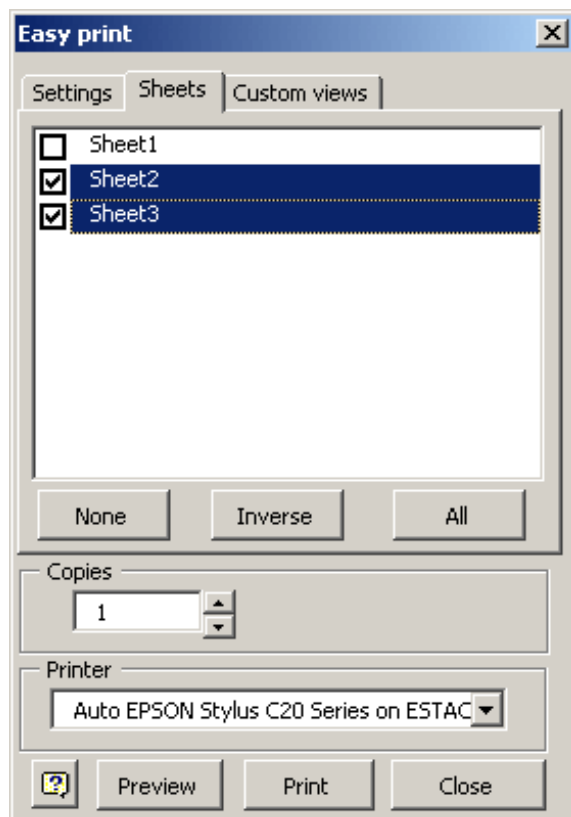 Easy print
Settings Sheets Custom views
Sheet1
Sheet2
Sheet3
None Inverse All
Copies
1
Printer
Auto EPSON Stylus C20 Series on ESTAC
Preview Print Close